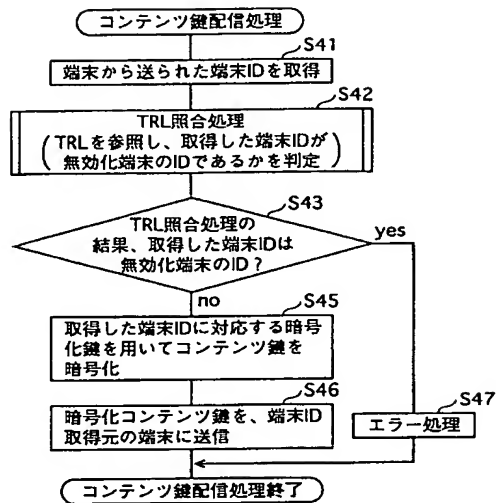 コンテンツ鍵配信処理
S41
端末から送られた端末IDを取得
S42
TRL照合処理
(TRLを参照し、取得した端末IDが
無効化端末のIDであるかを判定)
S43
TRL照合処理の
結果、取得した端末IDは
無効化端末のID?
yes
no
S45
取得した端末IDに対応する暗号
化鍵を用いてコンテンツ鍵を
暗号化
S46
暗号化コンテンツ鍵を、端末ID
取得元の端末に送信
S47
エラー処理
コンテンツ鍵配信処理終了